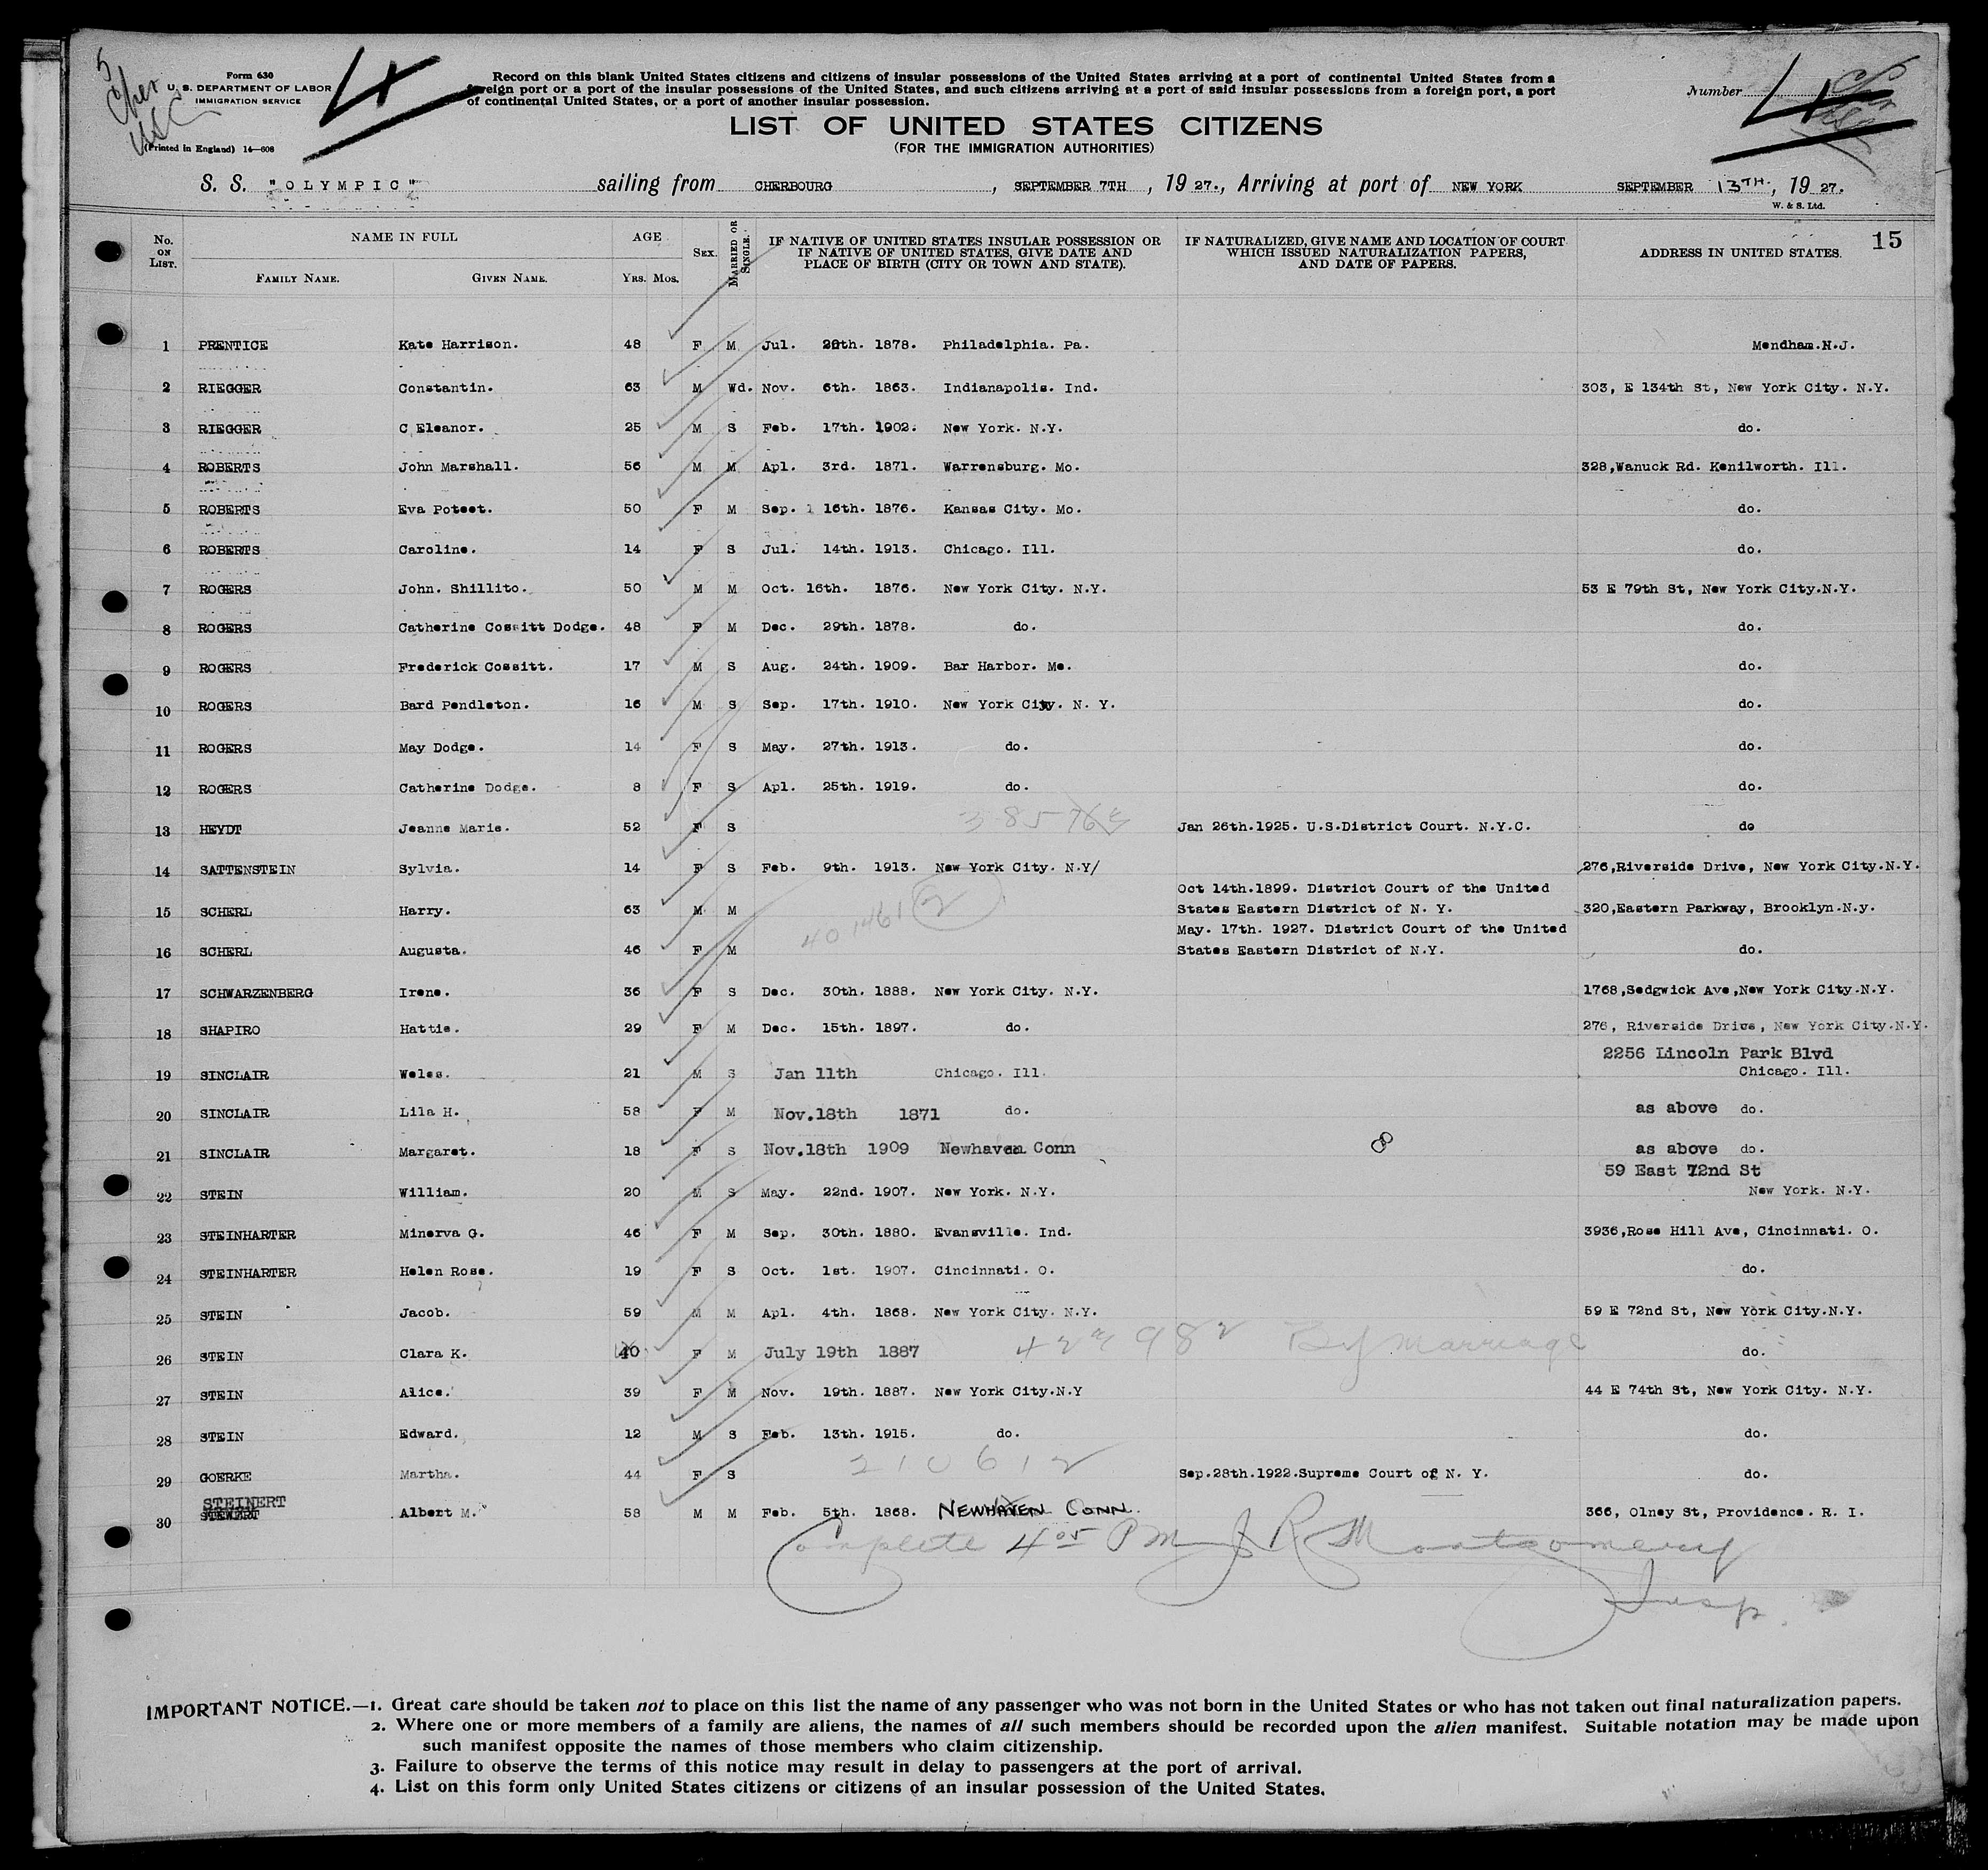 5 Cher
USC
4
Form 630
U. S. DEPARTMENT OF LABOR
IMMIGRATION SERVICE
(Printed in England) 14—608
Record on this blank United States citizens and citizens of insular possessions of the United States arriving at a port of continental United States from a
foreign port or a port of the insular possessions of the United States, and such citizens arriving at a port of said insular possessions from a foreign port, a port
of continental United States, or a port of another insular possession.
Number 4
LIST OF UNITED STATES CITIZENS
(FOR THE IMMIGRATION AUTHORITIES)
S. S. "OLYMPIC" sailing from CHERBOURG, SEPTEMBER 7TH, 19 27., Arriving at port of NEW YORK SEPTEMBER 13TH, 19 27.
W. & S. Ltd.
15
No. ON LIST. NAME IN FULL FAMILY NAME. GIVEN NAME. AGE YRS. MOS. SEX. MARRIED OR SINGLE. IF NATIVE OF UNITED STATES INSULAR POSSESSION OR IF NATIVE OF UNITED STATES, GIVE DATE AND PLACE OF BIRTH (CITY OR TOWN AND STATE). IF NATURALIZED, GIVE NAME AND LOCATION OF COURT WHICH ISSUED NATURALIZATION PAPERS, AND DATE OF PAPERS. ADDRESS IN UNITED STATES.
1 PRENTICE Kate Harrison. 48 F M Jul. 20th. 1878. Philadelphia. Pa. Mendham.N.J.
2 RIEGGER Constantin. 63 M Wd. Nov. 6th. 1863. Indianapolis. Ind. 303, E 134th St, New York City. N.Y.
3 RIEGGER C Eleanor. 25 M S Feb. 17th. 1902. New York. N.Y. do.
4 ROBERTS John Marshall. 56 M M Apl. 3rd. 1871. Warrensburg. Mo. 328,Wanuck Rd. Kenilworth. Ill.
5 ROBERTS Eva Poteet. 50 F M Sep. 16th. 1876. Kansas City. Mo. do.
6 ROBERTS Caroline. 14 F S Jul. 14th. 1913. Chicago. Ill. do.
7 ROGERS John. Shillito. 50 M M Oct. 16th. 1876. New York City. N.Y. 53 E 79th St, New York City.N.Y.
8 ROGERS Catherine Cossitt Dodge. 48 F M Dec. 29th. 1878. do. do.
9 ROGERS Frederick Cossitt. 17 M S Aug. 24th. 1909. Bar Harbor. Me. do.
10 ROGERS Bard Pendleton. 16 M S Sep. 17th. 1910. New York City. N. Y. do.
11 ROGERS May Dodge. 14 F S May. 27th. 1913. do. do.
12 ROGERS Catherine Dodge. 8 F S Apl. 25th. 1919. do. do.
13 HEYDT Jeanne Marie. 52 F S Jan 26th.1925. U.S.District Court. N.Y.C. do
14 SATTENSTEIN Sylvia. 14 F S Feb. 9th. 1913. New York City. N.Y/ 276,Riverside Drive, New York City.N.Y.
Oct 14th.1899. District Court of the United
15 SCHERL Harry. 63 M M 401461 2 States Eastern District of N. Y. 320,Eastern Parkway, Brooklyn.N.y.
May. 17th. 1927. District Court of the United
16 SCHERL Augusta. 46 F M States Eastern District of N.Y. do.
17 SCHWARZENBERG Irene. 36 F S Dec. 30th. 1888. New York City. N.Y. 1768,Sedgwick Ave,New York City.N.Y.
18 SHAPIRO Hattie. 29 F M Dec. 15th. 1897. do. 276, Riverside Drive, New York City.N.Y.
2256 Lincoln Park Blvd
19 SINCLAIR Weles. 21 M S Jan 11th Chicago. Ill. Chicago. Ill.
20 SINCLAIR Lila H. 58 F M Nov.18th 1871 do. as above do.
21 SINCLAIR Margaret. 18 F S Nov.18th 1909 Newhaven Conn as above do.
59 East 72nd St
22 STEIN William. 20 M S May. 22nd. 1907. New York. N.Y. New York. N.Y.
23 STEINHARTER Minerva G. 46 F M Sep. 30th. 1880. Evansville. Ind. 3936,Rose Hill Ave, Cincinnati. O.
24 STEINHARTER Helen Rose. 19 F S Oct. 1st. 1907. Cincinnati. O. do.
25 STEIN Jacob. 59 M M Apl. 4th. 1868. New York City. N.Y. 59 E 72nd St, New York City.N.Y.
26 STEIN Clara K. 40 F M July 19th 1887 By Marriage do.
27 STEIN Alice. 39 F M Nov. 19th. 1887. New York City.N.Y 44 E 74th St, New York City. N.Y.
28 STEIN Edward. 12 M S Feb. 13th. 1915. do. do.
29 GOERKE Martha. 44 F S 210612 Sep.28th.1922.Supreme Court of N. Y. do.
STEINERT
30 Albert M. 58 M M Feb. 5th. 1868. NEWHAVEN CONN. 366, Olney St, Providence. R. I.
Complete 4 05 PM J R Montgomery
Insp.
IMPORTANT NOTICE.—1. Great care should be taken not to place on this list the name of any passenger who was not born in the United States or who has not taken out final naturalization papers.
2. Where one or more members of a family are aliens, the names of all such members should be recorded upon the alien manifest. Suitable notation may be made upon
such manifest opposite the names of those members who claim citizenship.
3. Failure to observe the terms of this notice may result in delay to passengers at the port of arrival.
4. List on this form only United States citizens or citizens of an insular possession of the United States.